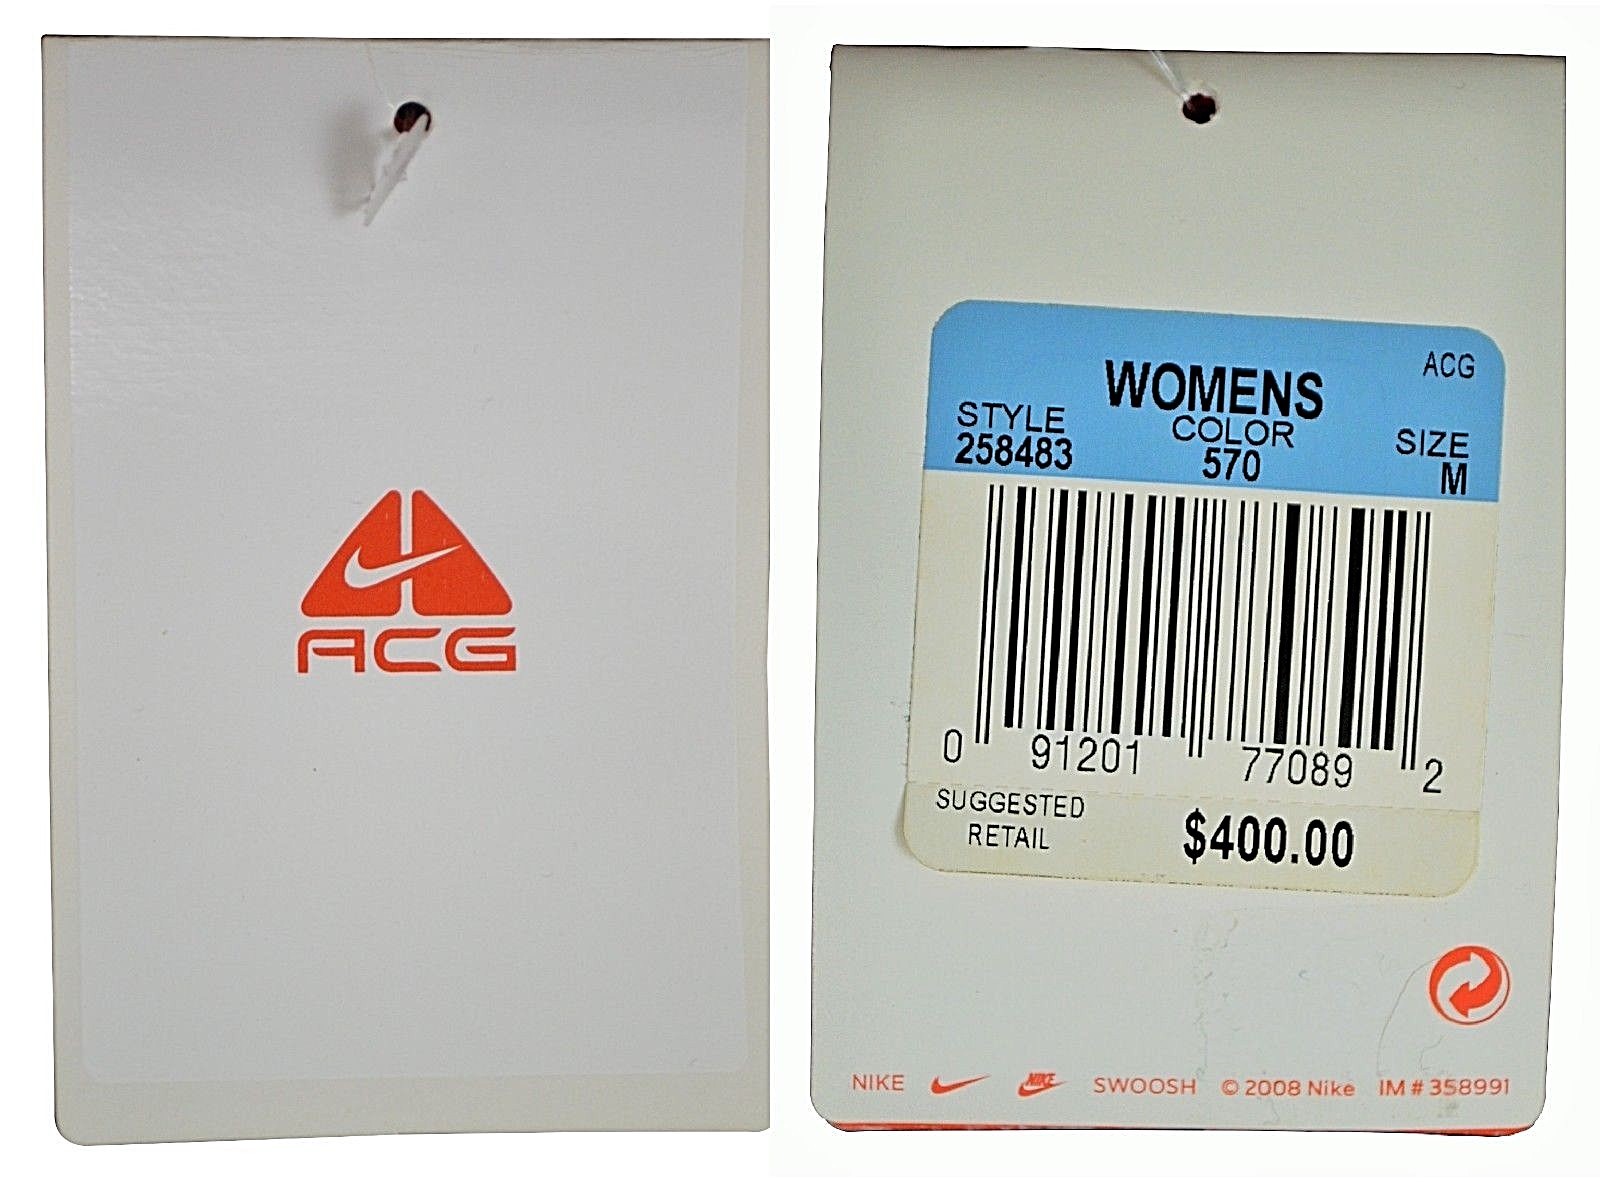 ACG
ACG
WOMENS
STYLE COLOR SIZE
258483 570 M
0 91201 77089 2
SUGGESTED
RETAIL
$400.00
NIKE NIKE SWOOSH © 2008 Nike IM # 358991